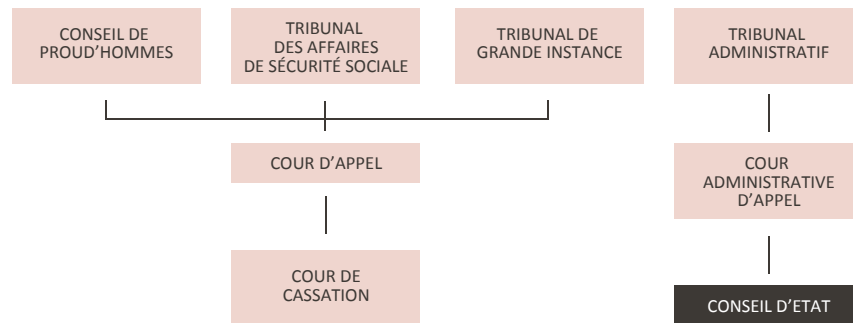 CONSEIL DE
PROUD’HOMMES
TRIBUNAL
DES AFFAIRES
DE SÉCURITÉ SOCIALE
TRIBUNAL DE
GRANDE INSTANCE
TRIBUNAL
ADMINISTRATIF
COUR D’APPEL
COUR
ADMINISTRATIVE
D’APPEL
COUR DE
CASSATION
CONSEIL D’ETAT